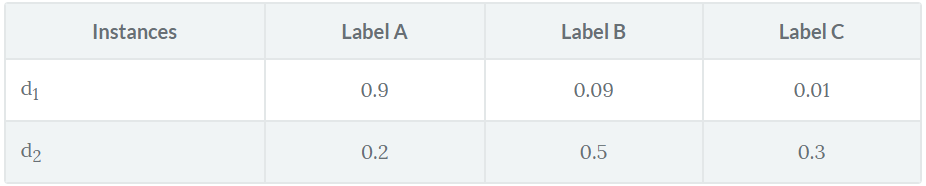 Instances Label A Label B Label C
d₁ 0.9 0.09 0.01
d₂ 0.2 0.5 0.3